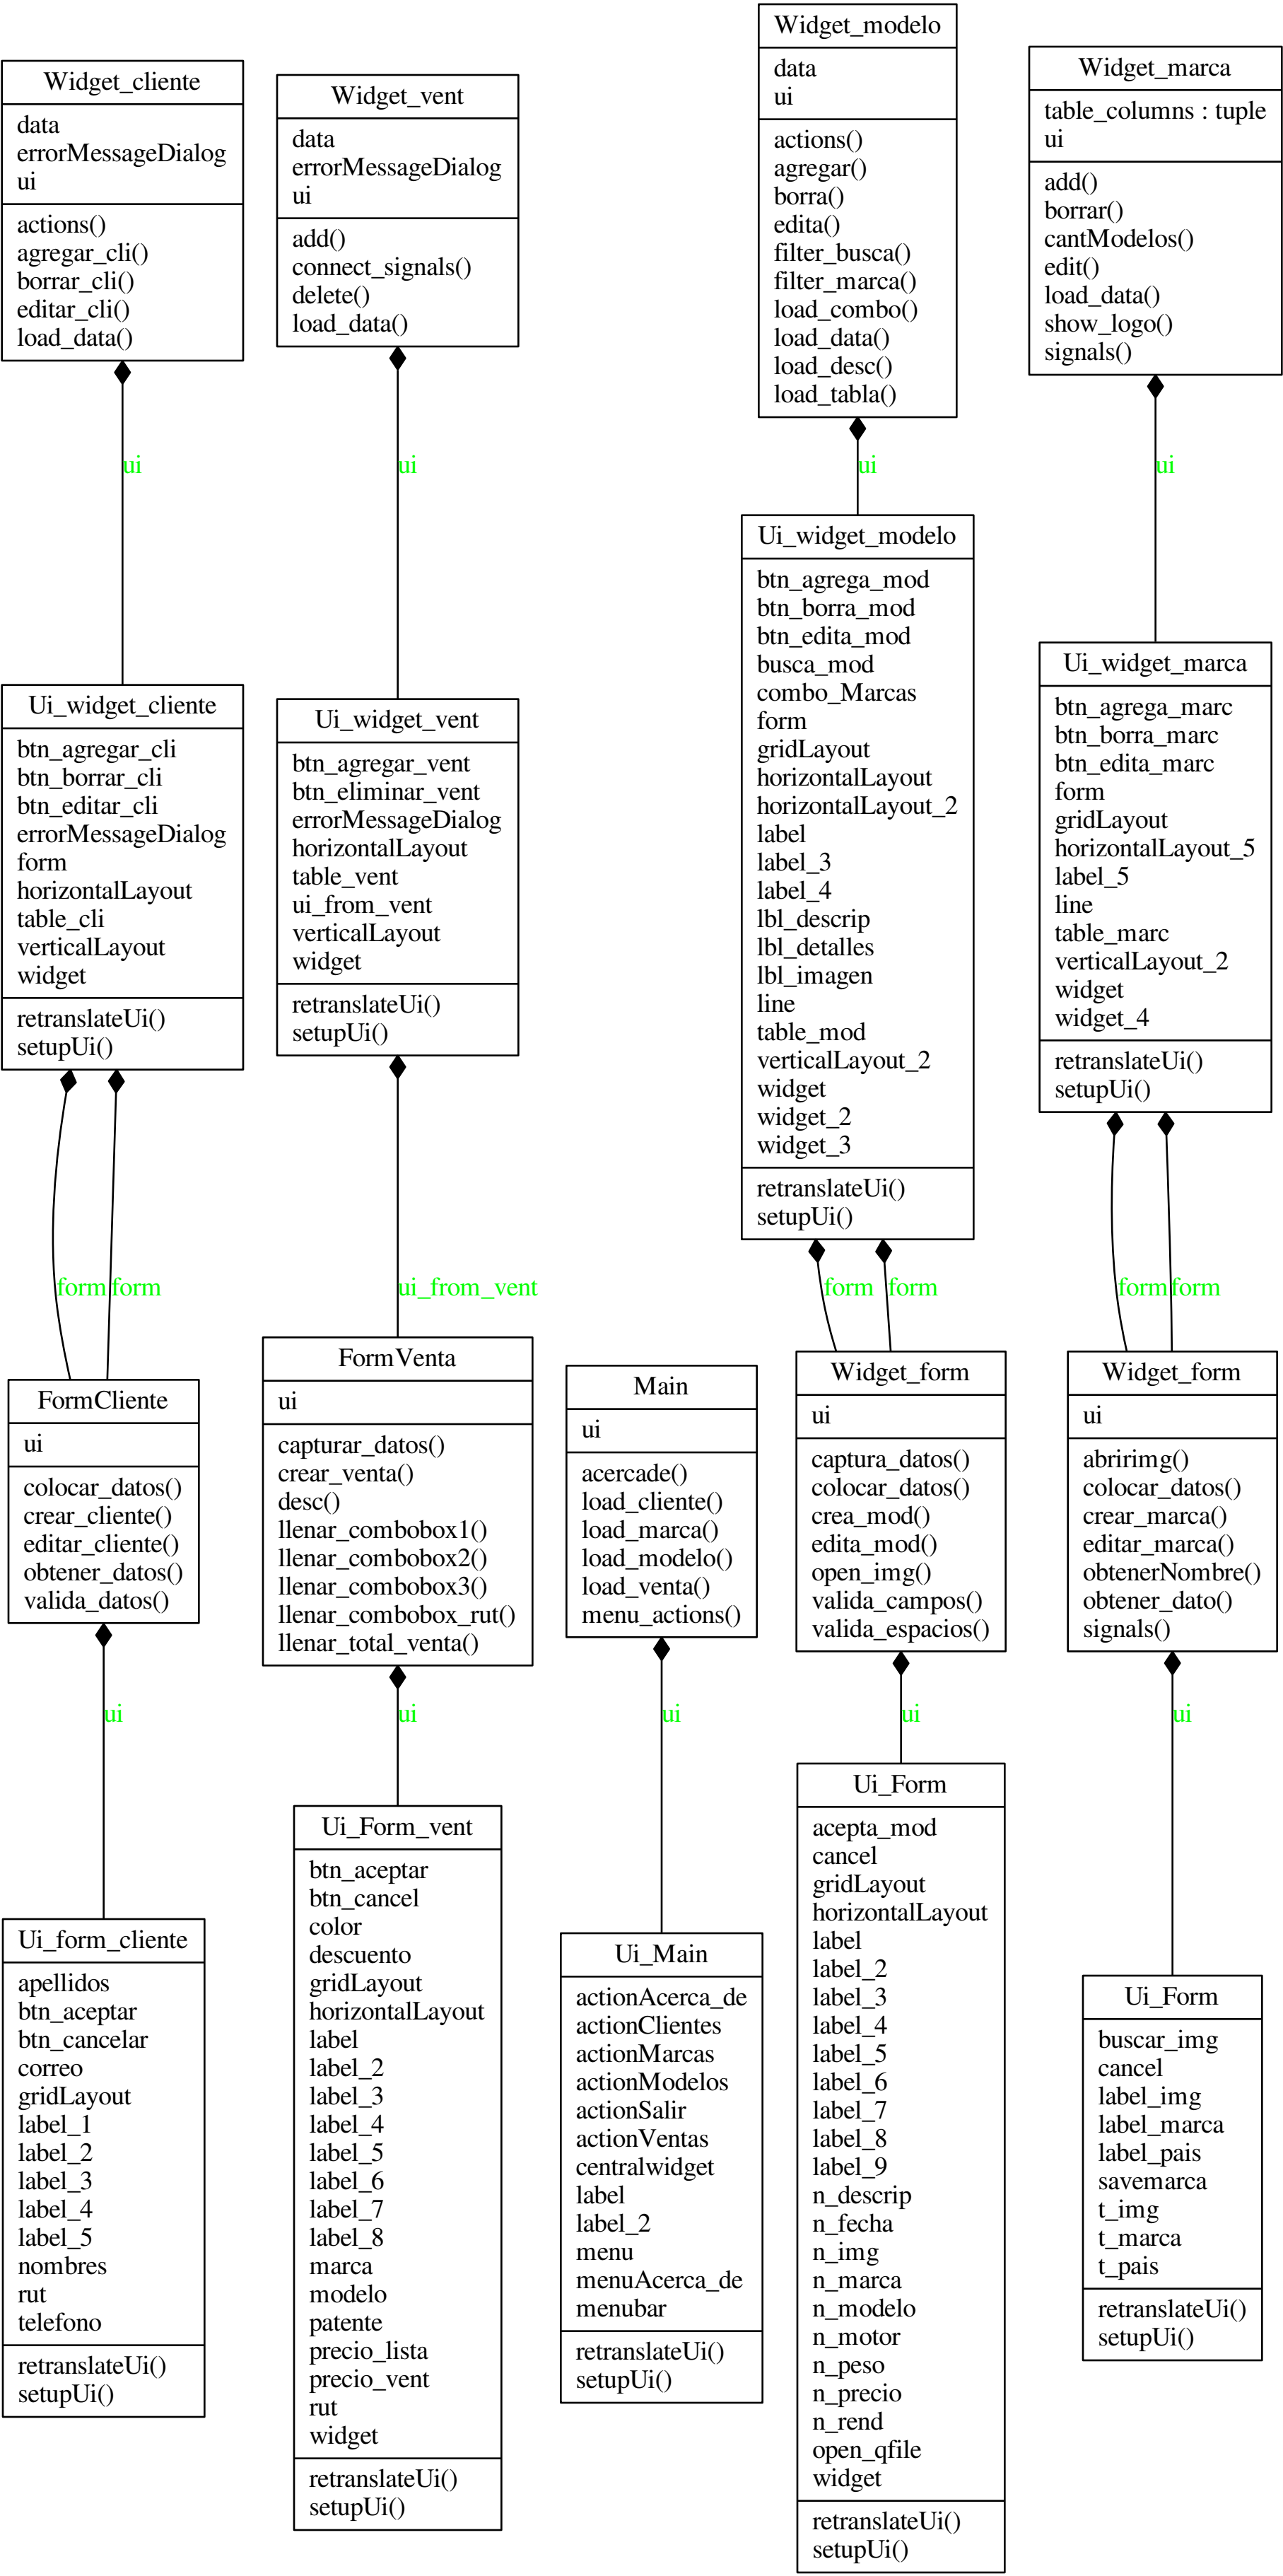 Widget_cliente
data
errorMessageDialog
ui
actions()
agregar_cli()
borrar_cli()
editar_cli()
load_data()
ui
Ui_widget_cliente
btn_agregar_cli
btn_borrar_cli
btn_editar_cli
errorMessageDialog
form
horizontalLayout
table_cli
verticalLayout
widget
retranslateUi()
setupUi()
form
form
FormCliente
ui
colocar_datos()
crear_cliente()
editar_cliente()
obtener_datos()
valida_datos()
ui
Ui_form_cliente
apellidos
btn_aceptar
btn_cancelar
correo
gridLayout
label_1
label_2
label_3
label_4
label_5
nombres
rut
telefono
retranslateUi()
setupUi()
Widget_vent
data
errorMessageDialog
ui
add()
connect_signals()
delete()
load_data()
ui
Ui_widget_vent
btn_agregar_vent
btn_eliminar_vent
errorMessageDialog
horizontalLayout
table_vent
ui_from_vent
verticalLayout
widget
retranslateUi()
setupUi()
ui_from_vent
FormVenta
ui
capturar_datos()
crear_venta()
desc()
llenar_combobox1()
llenar_combobox2()
llenar_combobox3()
llenar_combobox_rut()
llenar_total_venta()
ui
Ui_Form_vent
btn_aceptar
btn_cancel
color
descuento
gridLayout
horizontalLayout
label
label_2
label_3
label_4
label_5
label_6
label_7
label_8
marca
modelo
patente
precio_lista
precio_vent
rut
widget
retranslateUi()
setupUi()
Main
ui
acercade()
load_cliente()
load_marca()
load_modelo()
load_venta()
menu_actions()
ui
Ui_Main
actionAcerca_de
actionClientes
actionMarcas
actionModelos
actionSalir
actionVentas
centralwidget
label
label_2
menu
menuAcerca_de
menubar
retranslateUi()
setupUi()
Widget_modelo
data
ui
actions()
agregar()
borra()
edita()
filter_busca()
filter_marca()
load_combo()
load_data()
load_desc()
load_tabla()
ui
Ui_widget_modelo
btn_agrega_mod
btn_borra_mod
btn_edita_mod
busca_mod
combo_Marcas
form
gridLayout
horizontalLayout
horizontalLayout_2
label
label_3
label_4
lbl_descrip
lbl_detalles
lbl_imagen
line
table_mod
verticalLayout_2
widget
widget_2
widget_3
retranslateUi()
setupUi()
form
form
Widget_form
ui
captura_datos()
colocar_datos()
crea_mod()
edita_mod()
open_img()
valida_campos()
valida_espacios()
ui
Ui_Form
acepta_mod
cancel
gridLayout
horizontalLayout
label
label_2
label_3
label_4
label_5
label_6
label_7
label_8
label_9
n_descrip
n_fecha
n_img
n_marca
n_modelo
n_motor
n_peso
n_precio
n_rend
open_qfile
widget
retranslateUi()
setupUi()
Widget_marca
table_columns : tuple
ui
add()
borrar()
cantModelos()
edit()
load_data()
show_logo()
signals()
ui
Ui_widget_marca
btn_agrega_marc
btn_borra_marc
btn_edita_marc
form
gridLayout
horizontalLayout_5
label_5
line
table_marc
verticalLayout_2
widget
widget_4
retranslateUi()
setupUi()
form
form
Widget_form
ui
abririmg()
colocar_datos()
crear_marca()
editar_marca()
obtenerNombre()
obtener_dato()
signals()
ui
Ui_Form
buscar_img
cancel
label_img
label_marca
label_pais
savemarca
t_img
t_marca
t_pais
retranslateUi()
setupUi()